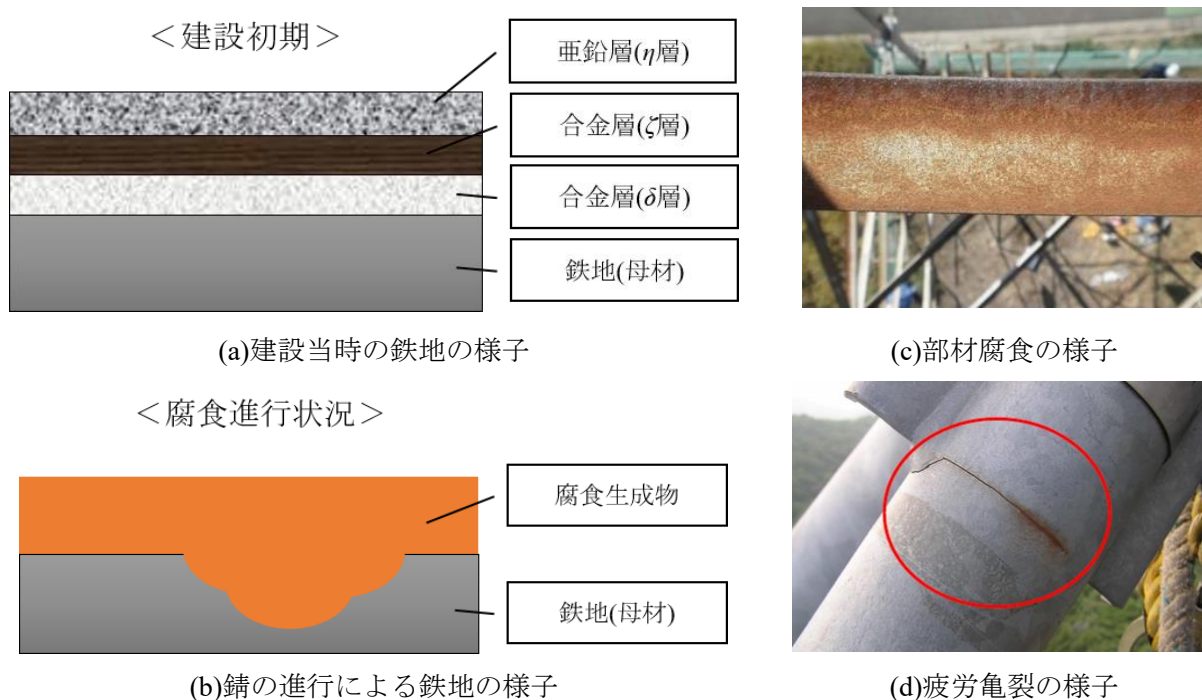 <建設初期>
亜鉛層(η層)
合金層(ζ層)
合金層(δ層)
鉄地(母材)
(a)建設当時の鉄地の様子
(c)部材腐食の様子
<腐食進行状況>
腐食生成物
鉄地(母材)
(b)錆の進行による鉄地の様子
(d)疲労亀裂の様子